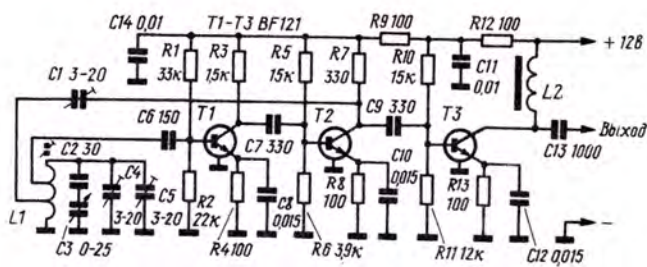 C14 0,01
T1-T3 BF121
R9 100
R12 100
+12В
R1
33к
R3
1,5к
R5
15к
R7
330
R10
15к
C11
0,01
L2
C1 3-20
C6 150
T1
T2
C9 330
T3
C7 330
C10
0,015
Выход
C13 1000
C2 30
C4
3-20
C5
3-20
L1
C3 0-25
R2
22к
R4 100
C8
0,015
R8
100
R6 3,9к
R11 12к
R13
100
C12 0,015
-